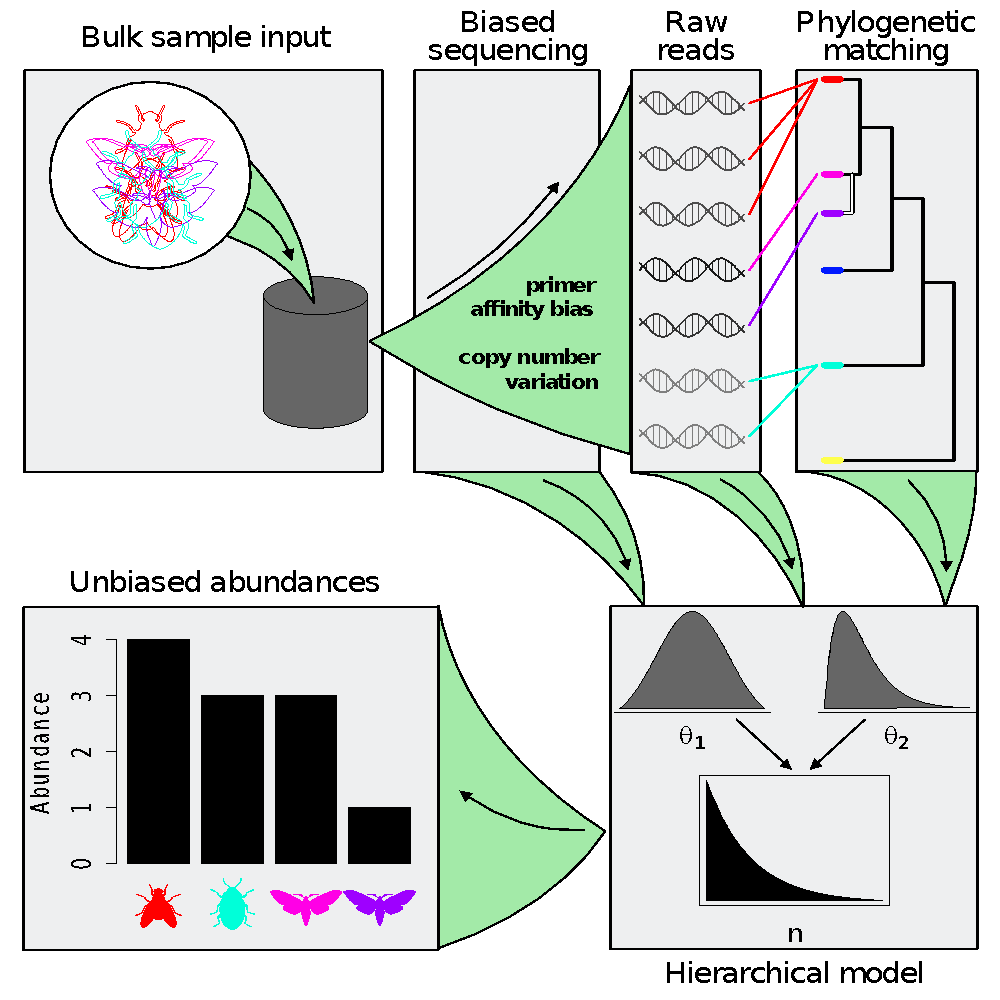 Bulk sample input
Biased
sequencing
Raw
reads
Phylogenetic
matching
primer
affinity bias
copy number
variation
Unbiased abundances
Abundance
4
3
2
1
0
θ1
θ2
n
Hierarchical model